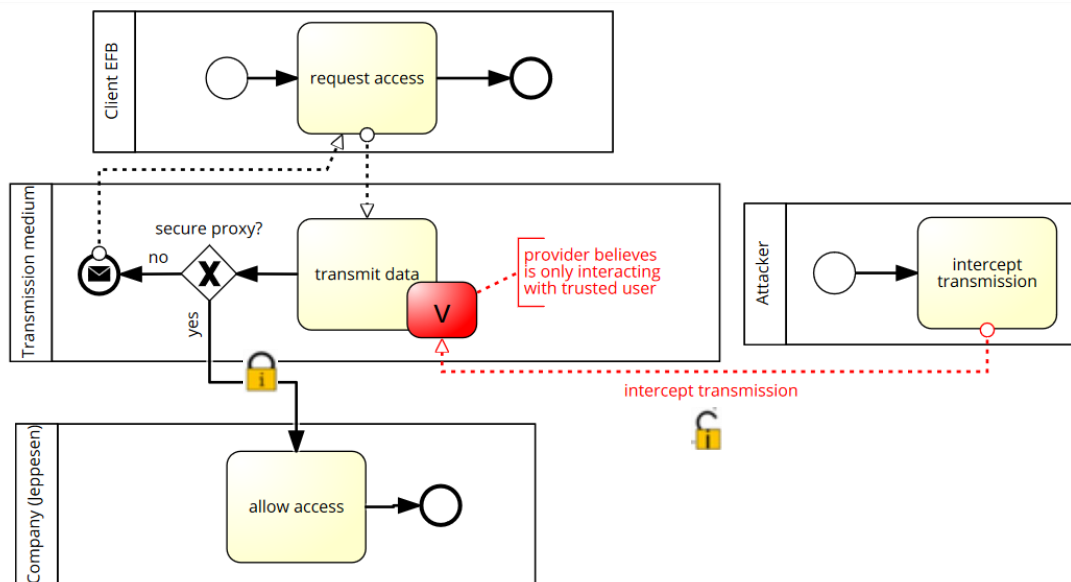 Client EFB
request access
Transmission medium
secure proxy?
no
yes
transmit data
V
provider believes
is only interacting
with trusted user
Attacker
intercept
transmission
intercept transmission
i
i
Company (Jeppesen)
allow access